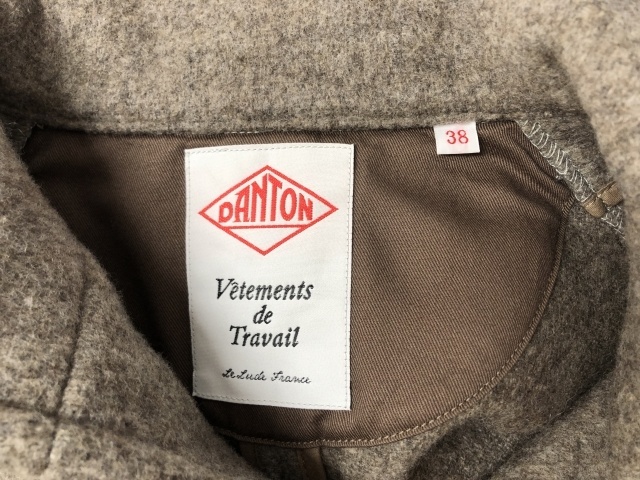 DANTON
38
Vêtements
de
Travail
Le Lude France